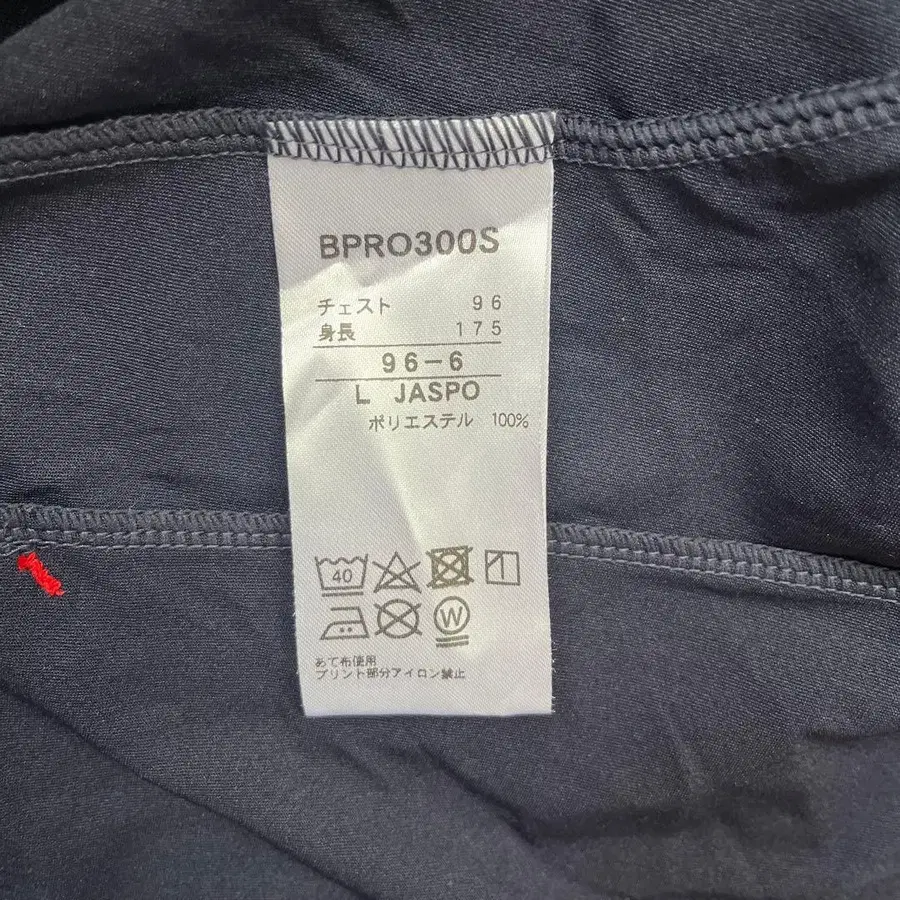 BPRO300S
チェスト 96
身長 175
96-6
L JASPO
ポリエステル 100%
40
W
あて布使用
プリント部分アイロン禁止